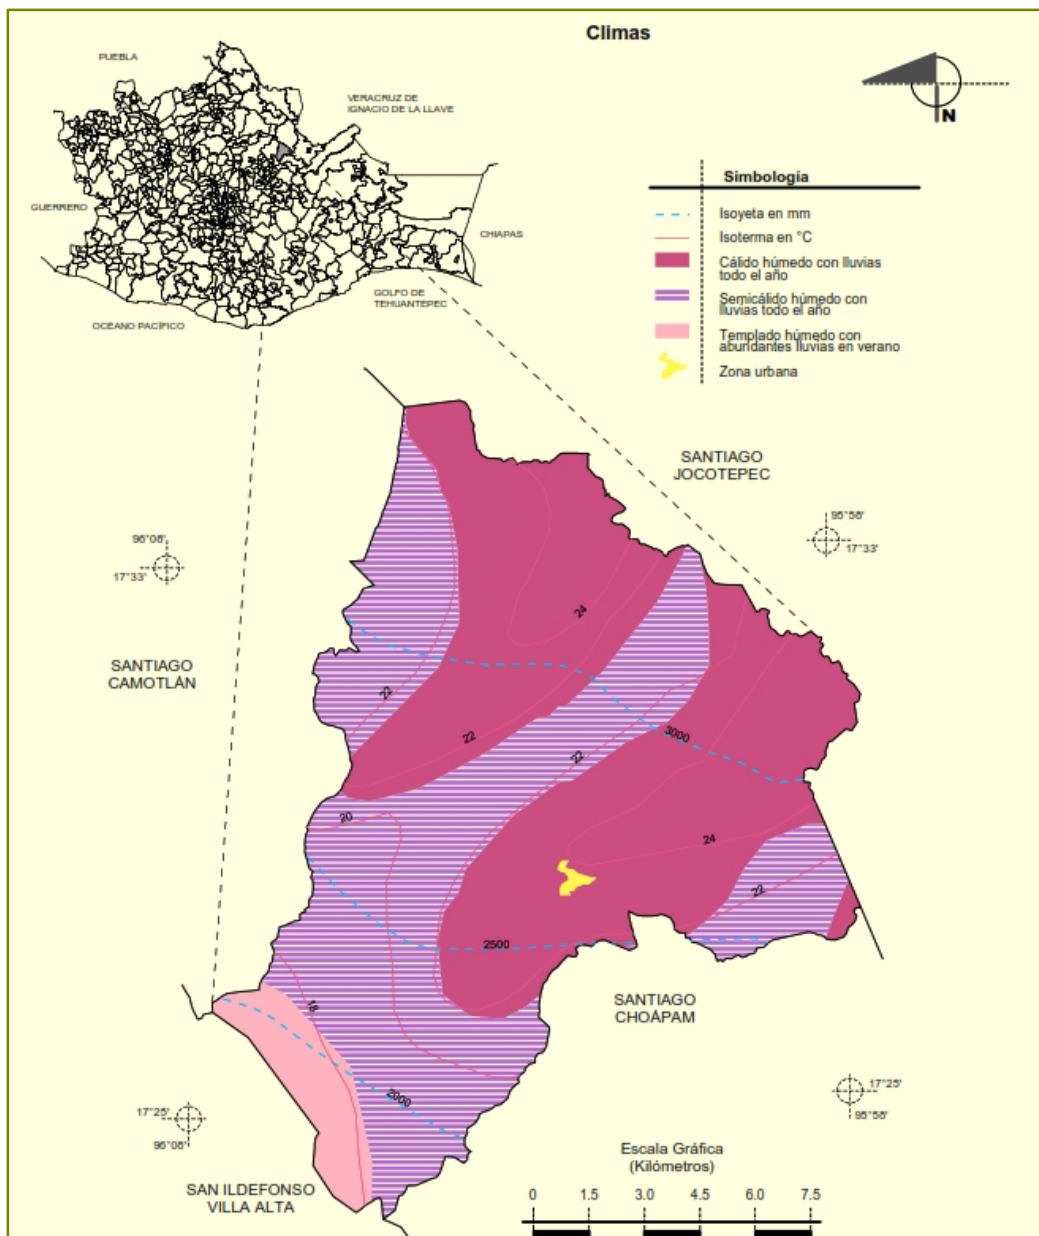 Climas
PUEBLA
VERACRUZ DE
IGNACIO DE LA LLAVE
GUERRERO
CHIAPAS
GOLFO DE
TEHUANTEPEC
OCÉANO PACÍFICO
N
Simbología
Isoyeta en mm
Isoterma en °C
Cálido húmedo con lluvias
todo el año
Semicálido húmedo con
lluvias todo el año
Templado húmedo con
abundantes lluvias en verano
Zona urbana
SANTIAGO
JOCOTEPEC
96°08'
17°33'
95°58'
17°33'
24
SANTIAGO
CAMOTLÁN
22
22
3000
22
20
24
22
2500
18
SANTIAGO
CHOÁPAM
2000
17°25'
96°08'
17°25'
95°58'
SAN ILDEFONSO
VILLA ALTA
Escala Gráfica
(Kilómetros)
0 1.5 3.0 4.5 6.0 7.5